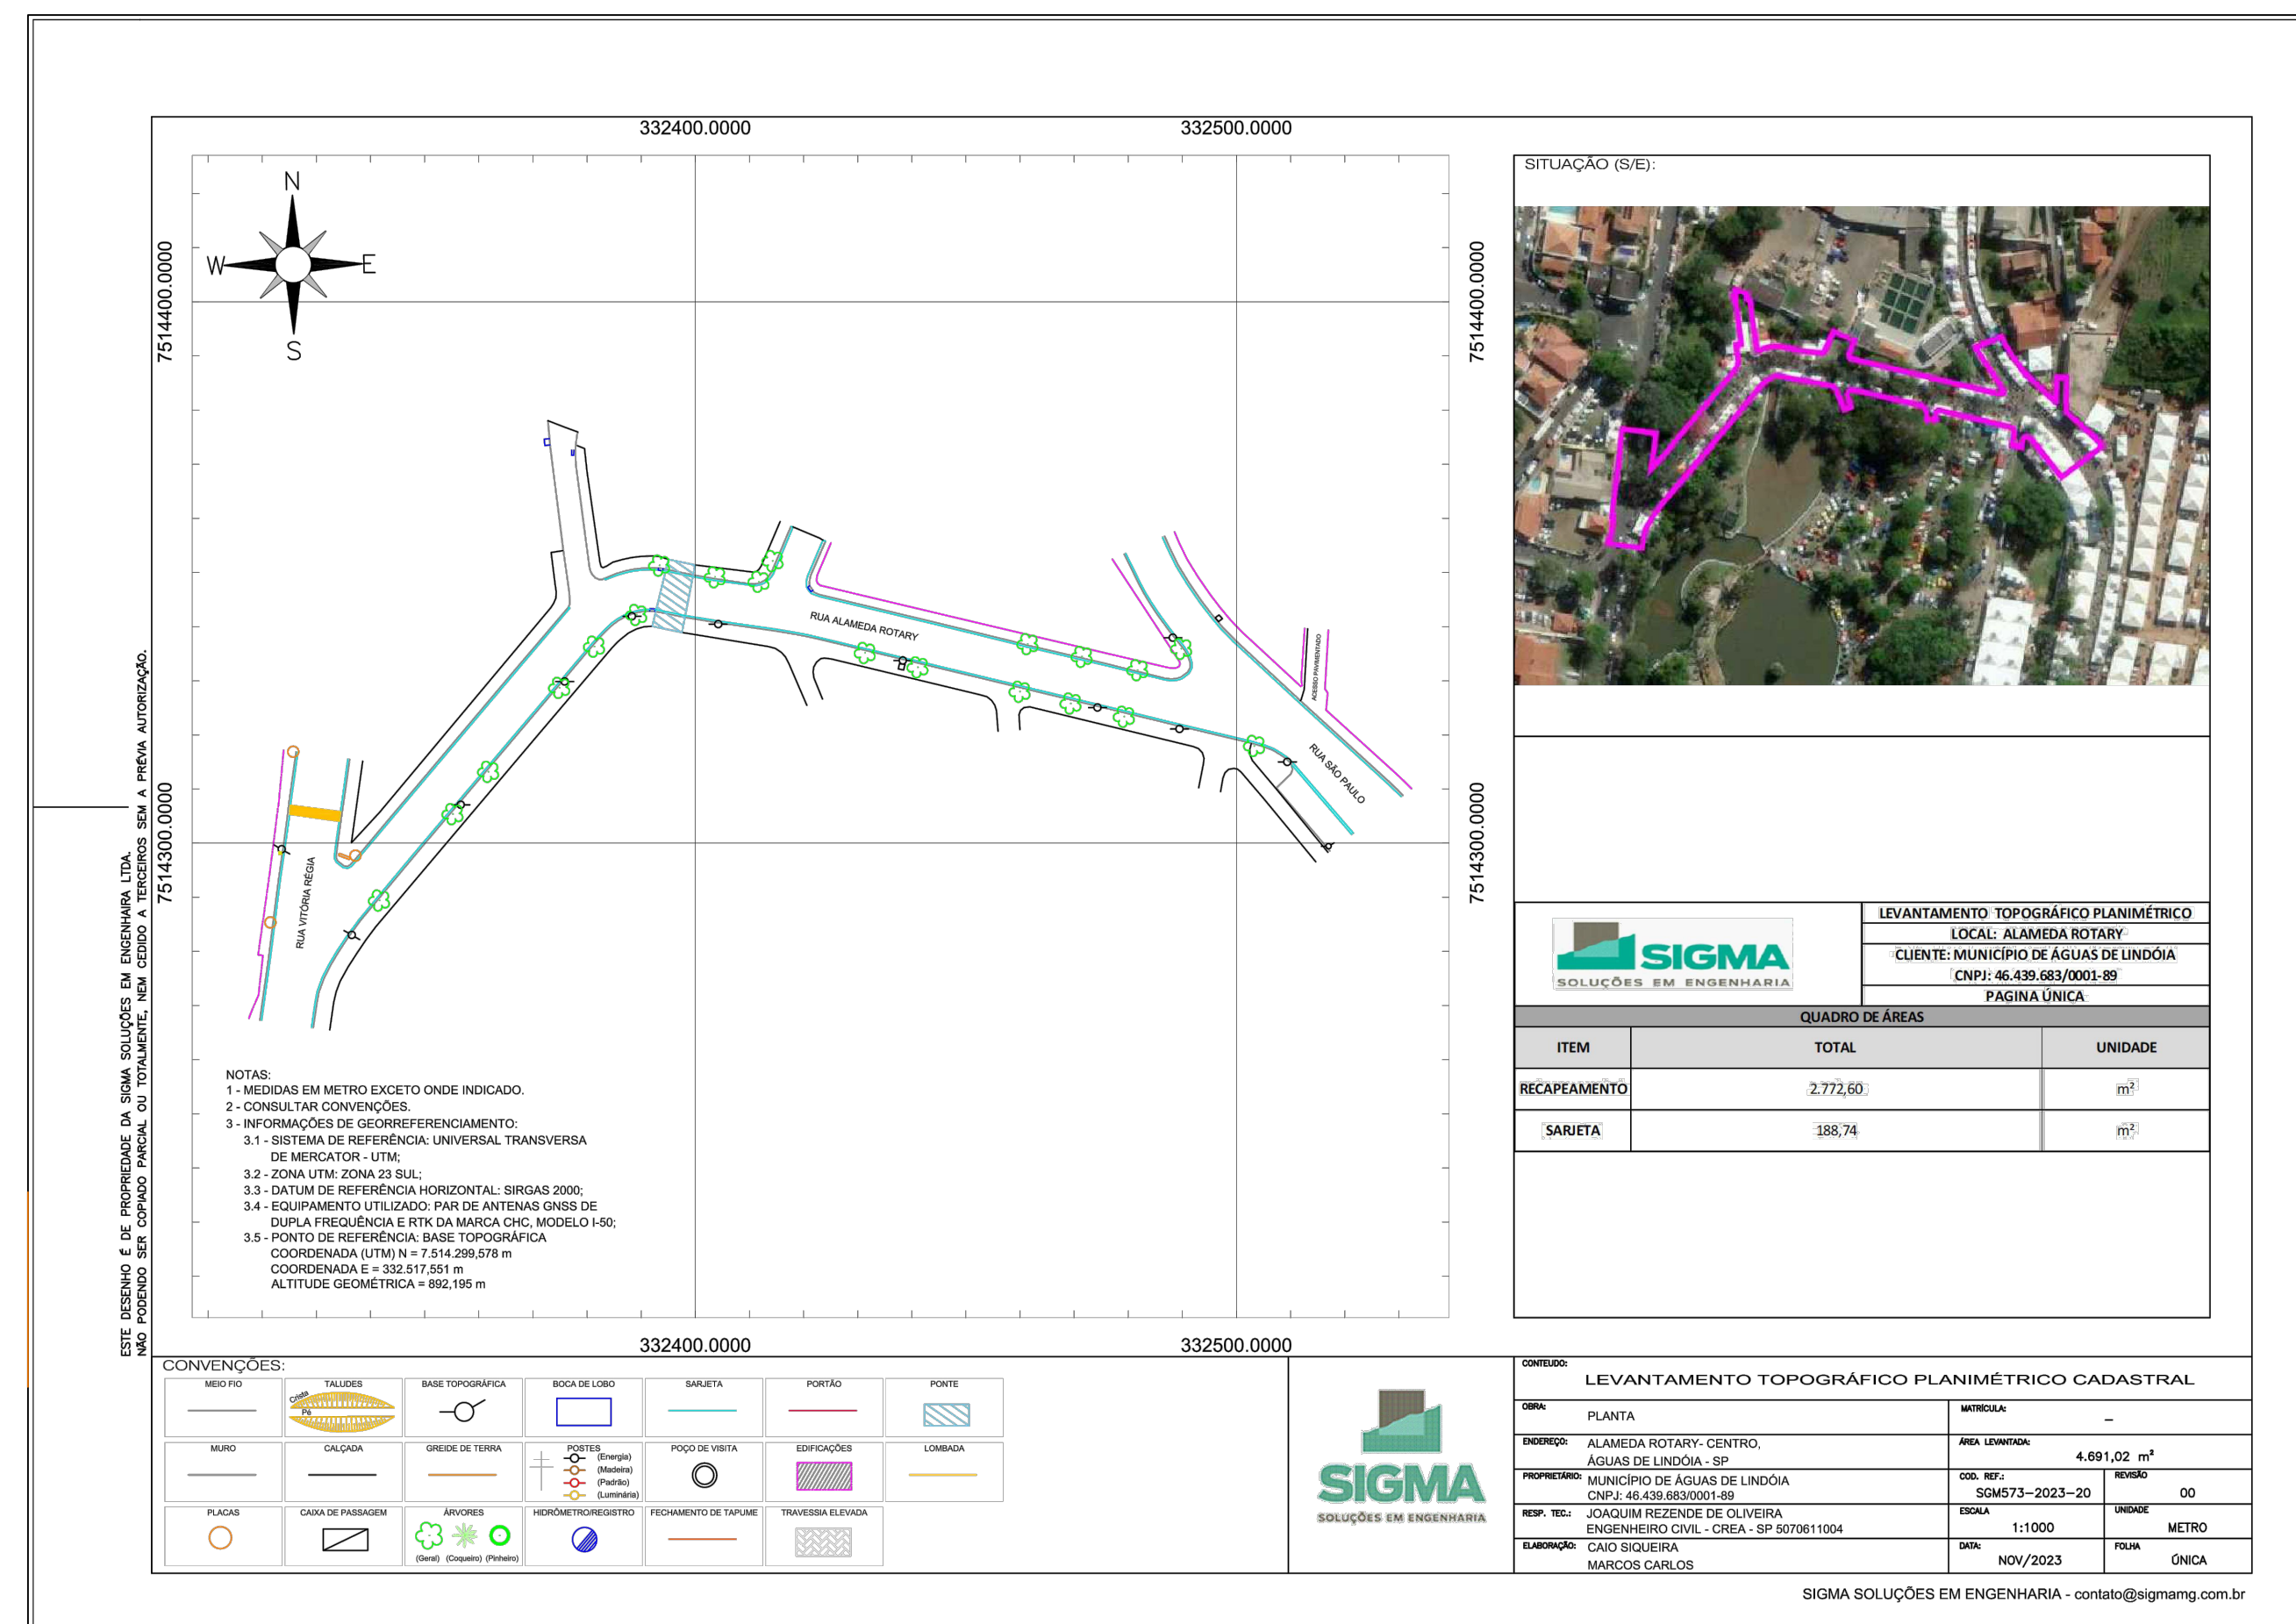 332400.0000
332500.0000
N
W
E
S
7514400.0000
7514400.0000
7514300.0000
7514300.0000
RUA ALAMEDA ROTARY
ACESSO PAVIMENTADO
RUA SÃO PAULO
RUA VITÓRIA RÉGIA
NOTAS:
1 - MEDIDAS EM METRO EXCETO ONDE INDICADO.
2 - CONSULTAR CONVENÇÕES.
3 - INFORMAÇÕES DE GEORREFERENCIAMENTO:
3.1 - SISTEMA DE REFERÊNCIA: UNIVERSAL TRANSVERSA
DE MERCATOR - UTM;
3.2 - ZONA UTM: ZONA 23 SUL;
3.3 - DATUM DE REFERÊNCIA HORIZONTAL: SIRGAS 2000;
3.4 - EQUIPAMENTO UTILIZADO: PAR DE ANTENAS GNSS DE
DUPLA FREQUÊNCIA E RTK DA MARCA CHC, MODELO I-50;
3.5 - PONTO DE REFERÊNCIA: BASE TOPOGRÁFICA
COORDENADA (UTM) N = 7.514.299,578 m
COORDENADA E = 332.517,551 m
ALTITUDE GEOMÉTRICA = 892,195 m
332400.0000
332500.0000
ESTE DESENHO É DE PROPRIEDADE DA SIGMA SOLUÇÕES EM ENGENHAIRA LTDA.
NÃO PODENDO SER COPIADO PARCIAL OU TOTALMENTE, NEM CEDIDO A TERCEIROS SEM A PRÉVIA AUTORIZAÇÃO.
SITUAÇÃO (S/E):
SIGMA
SOLUÇÕES EM ENGENHARIA
LEVANTAMENTO TOPOGRÁFICO PLANIMÉTRICO
LOCAL: ALAMEDA ROTARY
CLIENTE: MUNICÍPIO DE ÁGUAS DE LINDÓIA
CNPJ: 46.439.683/0001-89
PAGINA ÚNICA
QUADRO DE ÁREAS
ITEM TOTAL UNIDADE
RECAPEAMENTO 2.772,60 m²
SARJETA 188,74 m²
CONVENÇÕES:
MEIO FIO
TALUDES
Crista
Pé
BASE TOPOGRÁFICA
BOCA DE LOBO
SARJETA
PORTÃO
PONTE
MURO
CALÇADA
GREIDE DE TERRA
POSTES
(Energia)
(Madeira)
(Padrão)
(Luminária)
POÇO DE VISITA
EDIFICAÇÕES
LOMBADA
PLACAS
CAIXA DE PASSAGEM
ÁRVORES
(Geral) (Coqueiro) (Pinheiro)
HIDRÔMETRO/REGISTRO
FECHAMENTO DE TAPUME
TRAVESSIA ELEVADA
SIGMA
SOLUÇÕES EM ENGENHARIA
CONTEUDO:
LEVANTAMENTO TOPOGRÁFICO PLANIMÉTRICO CADASTRAL
OBRA: PLANTA
MATRÍCULA: –
ENDEREÇO: ALAMEDA ROTARY- CENTRO,
ÁGUAS DE LINDÓIA - SP
ÁREA LEVANTADA:
4.691,02 m²
PROPRIETÁRIO: MUNICÍPIO DE ÁGUAS DE LINDÓIA
CNPJ: 46.439.683/0001-89
COD. REF.:
SGM573-2023-20
REVISÃO
00
RESP. TEC.: JOAQUIM REZENDE DE OLIVEIRA
ENGENHEIRO CIVIL - CREA - SP 5070611004
ESCALA
1:1000
UNIDADE
METRO
ELABORAÇÃO: CAIO SIQUEIRA
MARCOS CARLOS
DATA:
NOV/2023
FOLHA
ÚNICA
SIGMA SOLUÇÕES EM ENGENHARIA - contato@sigmamg.com.br